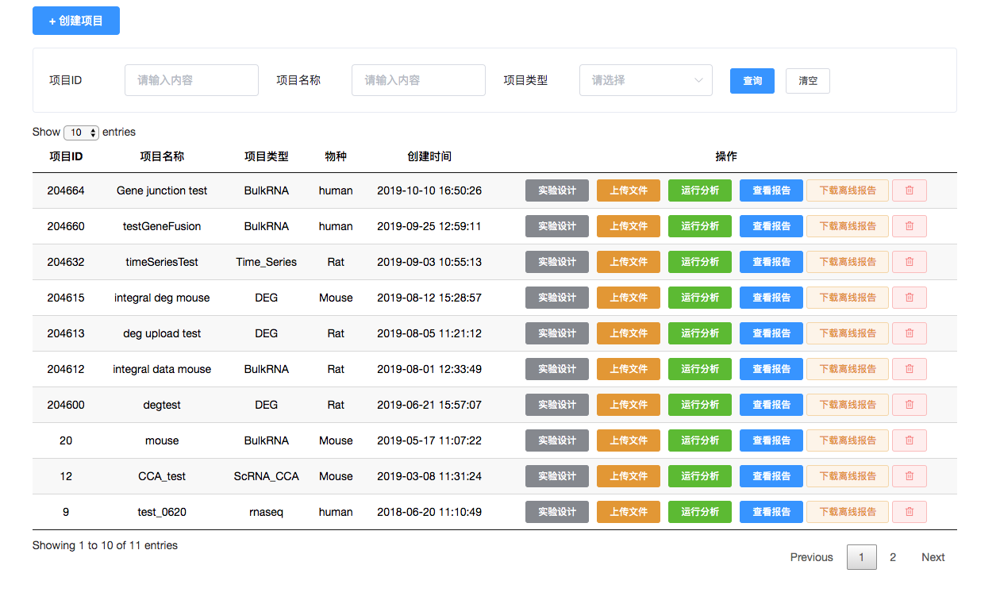 + 创建项目
项目ID 请输入内容 项目名称 请输入内容 项目类型 请选择 查询 清空
Show 10 entries
项目ID 项目名称 项目类型 物种 创建时间 操作
204664 Gene junction test BulkRNA human 2019-10-10 16:50:26 实验设计 上传文件 运行分析 查看报告 下载离线报告
204660 testGeneFusion BulkRNA human 2019-09-25 12:59:11 实验设计 上传文件 运行分析 查看报告 下载离线报告
204632 timeSeriesTest Time_Series Rat 2019-09-03 10:55:13 实验设计 上传文件 运行分析 查看报告 下载离线报告
204615 integral deg mouse DEG Mouse 2019-08-12 15:28:57 实验设计 上传文件 运行分析 查看报告 下载离线报告
204613 deg upload test DEG Rat 2019-08-05 11:21:12 实验设计 上传文件 运行分析 查看报告 下载离线报告
204612 integral data mouse BulkRNA Rat 2019-08-01 12:33:49 实验设计 上传文件 运行分析 查看报告 下载离线报告
204600 degtest DEG Rat 2019-06-21 15:57:07 实验设计 上传文件 运行分析 查看报告 下载离线报告
20 mouse BulkRNA Mouse 2019-05-17 11:07:22 实验设计 上传文件 运行分析 查看报告 下载离线报告
12 CCA_test ScRNA_CCA Mouse 2019-03-08 11:31:24 实验设计 上传文件 运行分析 查看报告 下载离线报告
9 test_0620 rnaseq human 2018-06-20 11:10:49 实验设计 上传文件 运行分析 查看报告 下载离线报告
Showing 1 to 10 of 11 entries
Previous 1 2 Next